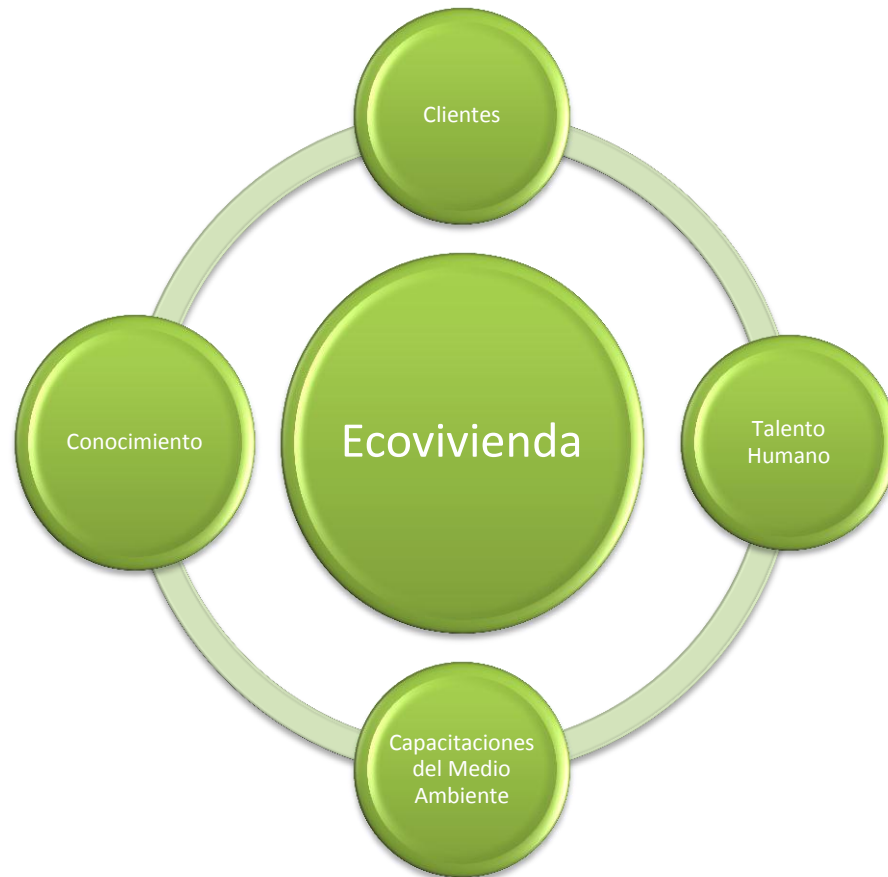 Clientes
Conocimiento
Ecovivienda
Talento
Humano
Capacitaciones
del Medio
Ambiente